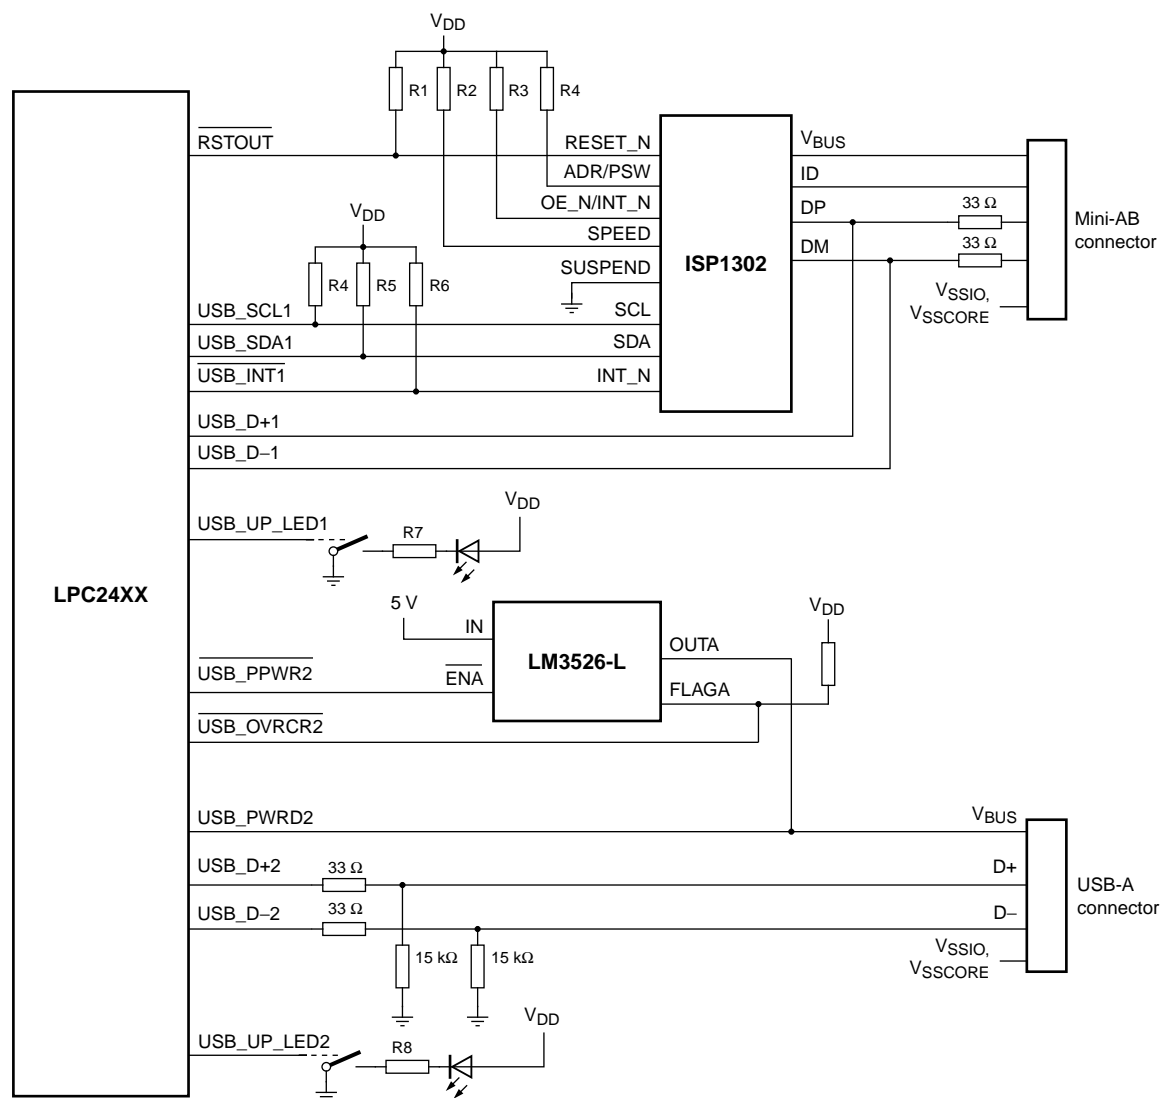 VDD
R1 R2 R3 R4
RSTOUT
RESET_N
ADR/PSW
OE_N/INT_N
SPEED
SUSPEND
SCL
SDA
INT_N
ISP1302
VBUS
ID
DP
DM
33 Ω
33 Ω
VSSIO,
VSSCORE
Mini-AB
connector
VDD
R4 R5 R6
USB_SCL1
USB_SDA1
USB_INT1
USB_D+1
USB_D−1
USB_UP_LED1
R7
VDD
LPC24XX
5 V
IN
ENA
LM3526-L
OUTA
FLAGA
VDD
USB_PPWR2
USB_OVRCR2
USB_PWRD2
USB_D+2
33 Ω
USB_D−2
33 Ω
15 kΩ
15 kΩ
VBUS
D+
D−
VSSIO,
VSSCORE
USB-A
connector
USB_UP_LED2
R8
VDD